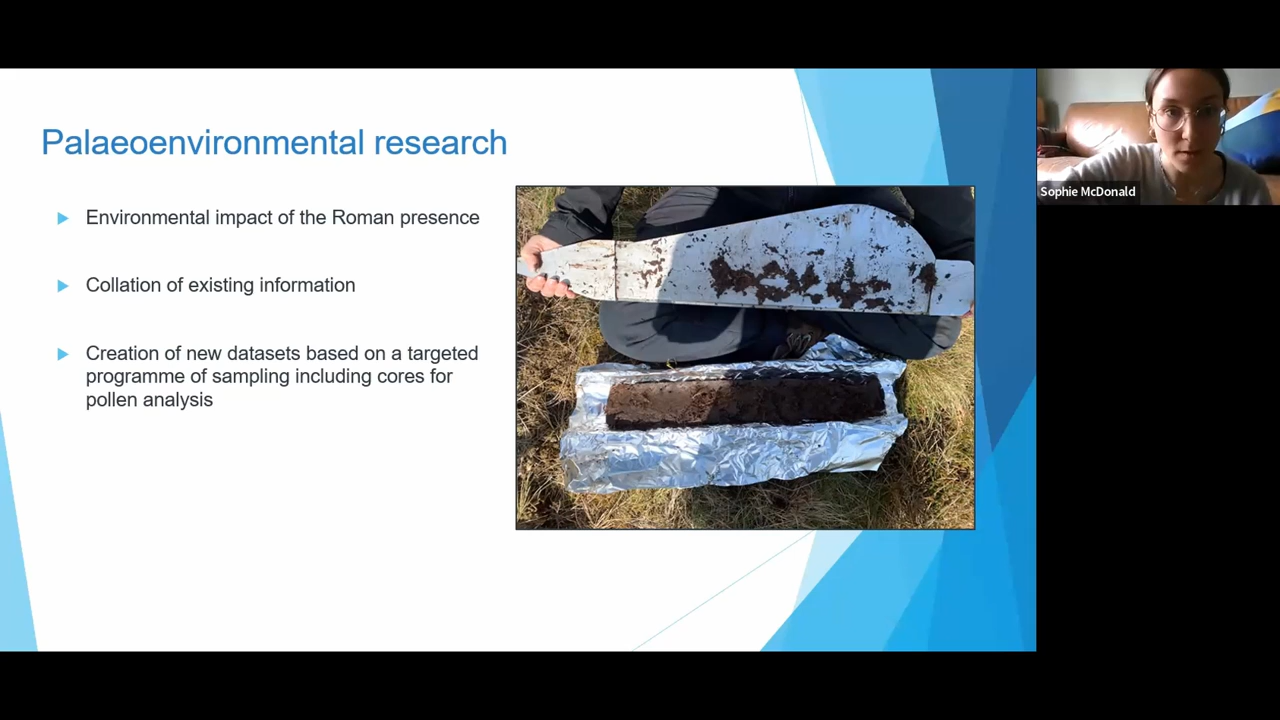 Palaeoenvironmental research
Environmental impact of the Roman presence
Collation of existing information
Creation of new datasets based on a targeted
programme of sampling including cores for
pollen analysis
Sophie McDonald